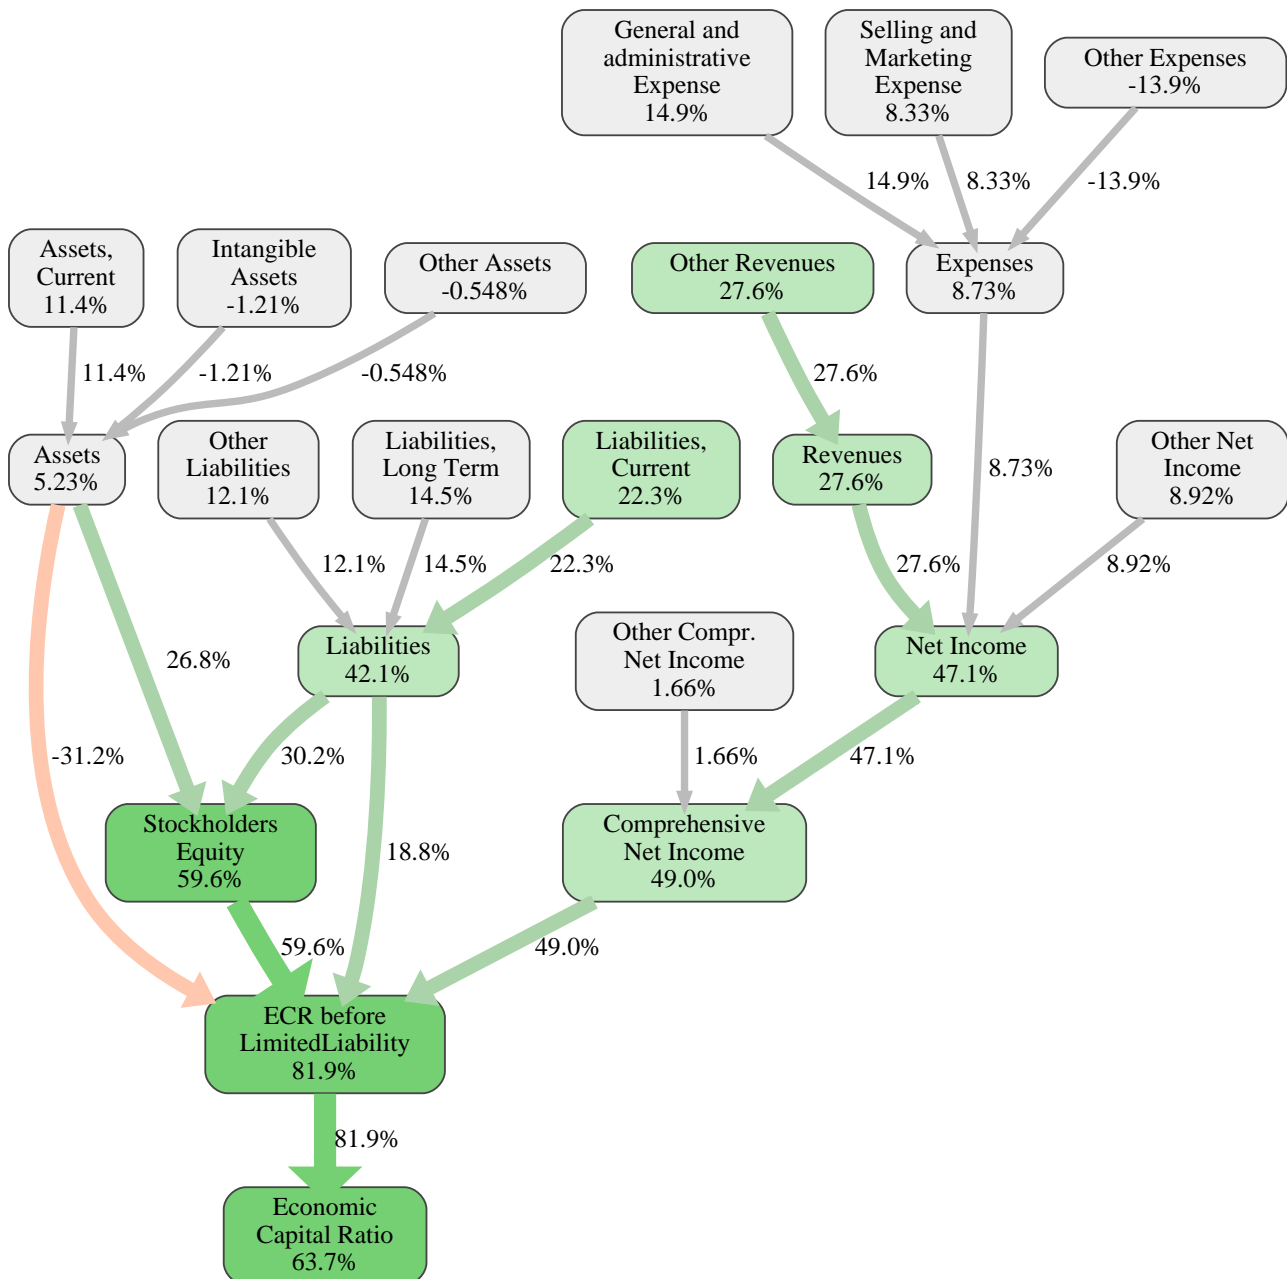 General and
administrative
Expense
14.9%
Selling and
Marketing
Expense
8.33%
Other Expenses
-13.9%
14.9%
8.33%
-13.9%
Assets,
Current
11.4%
Intangible
Assets
-1.21%
Other Assets
-0.548%
Other Revenues
27.6%
Expenses
8.73%
11.4%
-1.21%
-0.548%
27.6%
Assets
5.23%
Other
Liabilities
12.1%
Liabilities,
Long Term
14.5%
Liabilities,
Current
22.3%
Revenues
27.6%
8.73%
Other Net
Income
8.92%
12.1%
14.5%
22.3%
27.6%
8.92%
26.8%
Liabilities
42.1%
Other Compr.
Net Income
1.66%
Net Income
47.1%
-31.2%
30.2%
1.66%
47.1%
Stockholders
Equity
59.6%
18.8%
Comprehensive
Net Income
49.0%
59.6%
49.0%
ECR before
LimitedLiability
81.9%
81.9%
Economic
Capital Ratio
63.7%